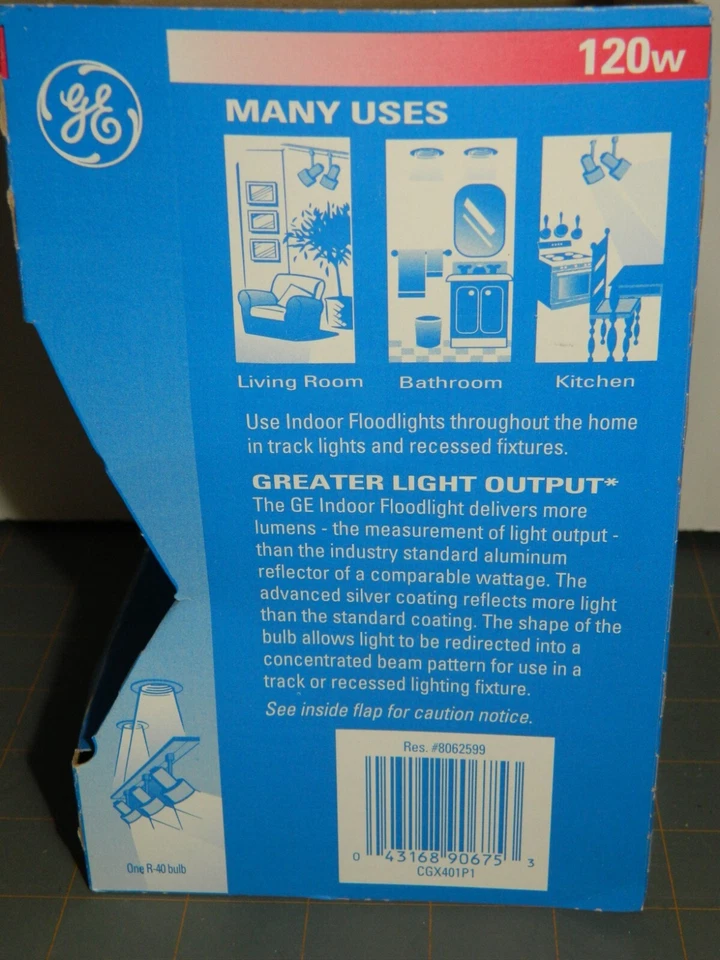 120w
GE
MANY USES
Living Room
Bathroom
Kitchen
Use Indoor Floodlights throughout the home
in track lights and recessed fixtures.
GREATER LIGHT OUTPUT*
The GE Indoor Floodlight delivers more
lumens - the measurement of light output -
than the industry standard aluminum
reflector of a comparable wattage. The
advanced silver coating reflects more light
than the standard coating. The shape of the
bulb allows light to be redirected into a
concentrated beam pattern for use in a
track or recessed lighting fixture.
See inside flap for caution notice.
Res. #8062599
0 43168 90675 3
CGX401P1
One R-40 bulb